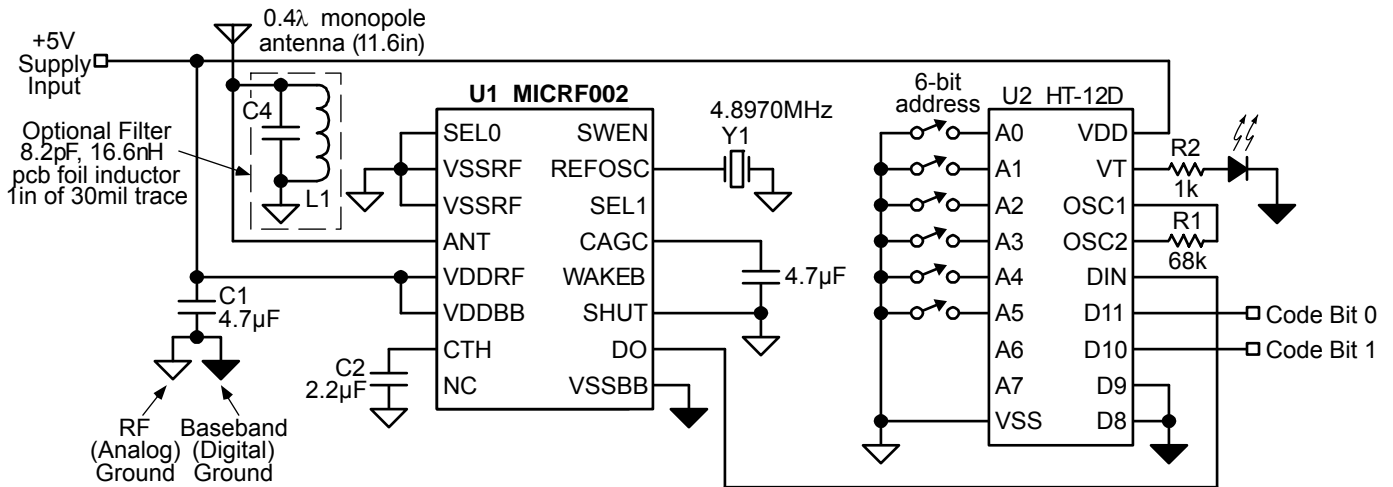 0.4λ monopole
antenna (11.6in)
+5V
Supply
Input
C4
L1
Optional Filter
8.2pF, 16.6nH
pcb foil inductor
1in of 30mil trace
C1
4.7µF
RF
(Analog)
Ground
Baseband
(Digital)
Ground
C2
2.2µF
U1 MICRF002
SEL0
VSSRF
VSSRF
ANT
VDDRF
VDDBB
CTH
NC
SWEN
REFOSC
SEL1
CAGC
WAKEB
SHUT
DO
VSSBB
4.8970MHz
Y1
4.7µF
6-bit
address
U2 HT-12D
A0
A1
A2
A3
A4
A5
A6
A7
VSS
VDD
VT
OSC1
OSC2
DIN
D11
D10
D9
D8
R2
1k
R1
68k
Code Bit 0
Code Bit 1